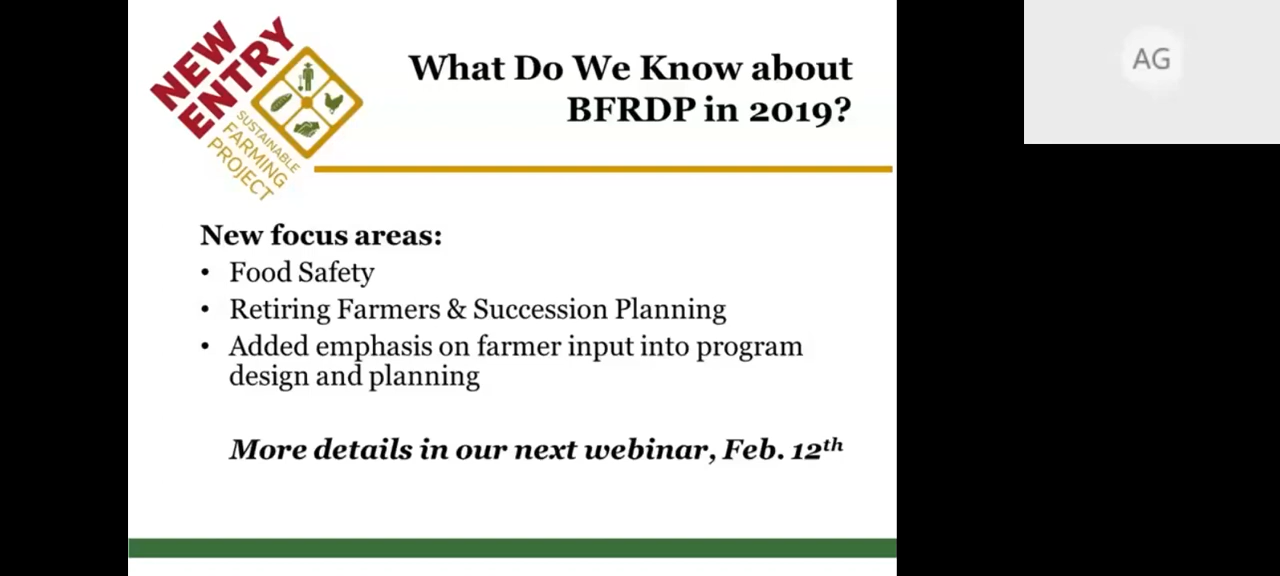 NEW
ENTRY
SUSTAINABLE
FARMING
PROJECT
What Do We Know about
BFRDP in 2019?
AG
New focus areas:
• Food Safety
• Retiring Farmers & Succession Planning
• Added emphasis on farmer input into program
design and planning
More details in our next webinar, Feb. 12th